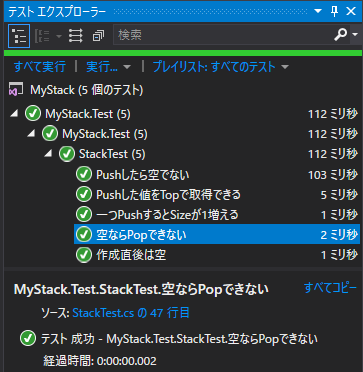 テスト エクスプローラー
検索
すべて実行 | 実行... | プレイリスト: すべてのテスト
MyStack (5 個のテスト)
MyStack.Test (5) 112 ミリ秒
MyStack.Test (5) 112 ミリ秒
StackTest (5) 112 ミリ秒
Pushしたら空でない 103 ミリ秒
Pushした値をTopで取得できる 5 ミリ秒
一つPushするとSizeが1増える 1 ミリ秒
空ならPopできない 2 ミリ秒
作成直後は空 1 ミリ秒
MyStack.Test.StackTest.空ならPopできない すべてコピー
ソース: StackTest.cs の 47 行目
テスト 成功 - MyStack.Test.StackTest.空ならPopできない
経過時間: 0:00:00.002